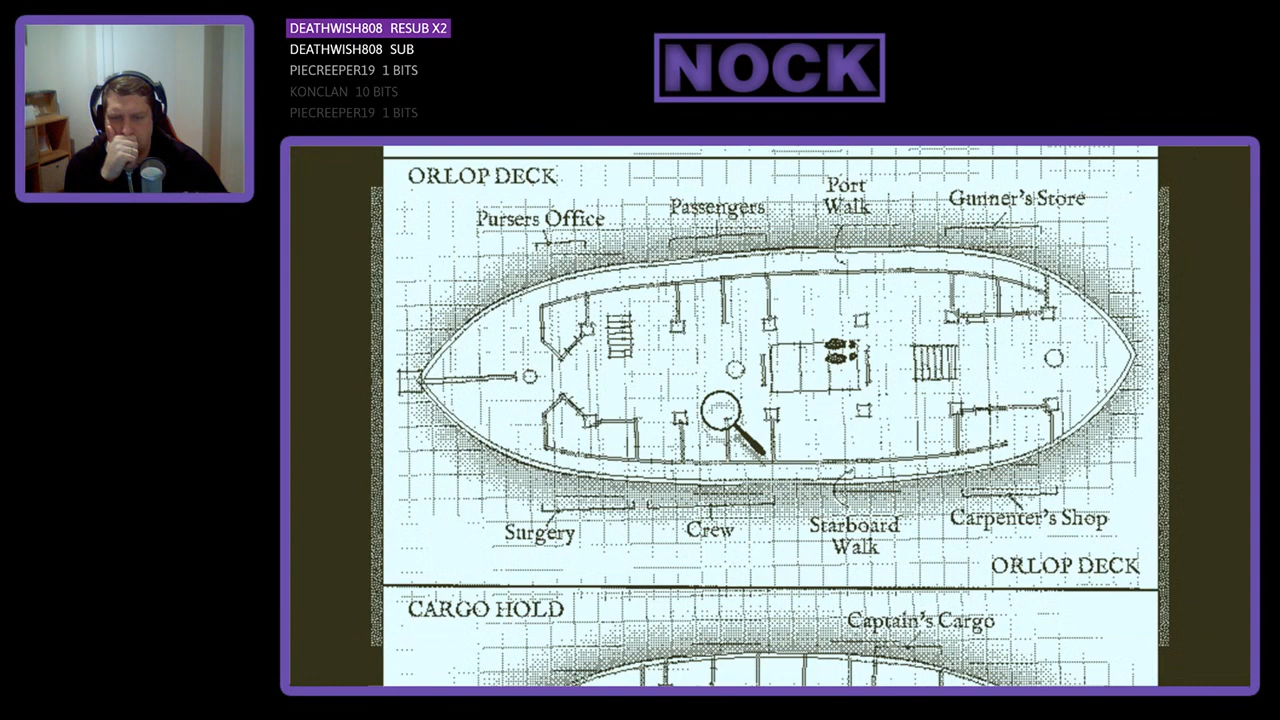 DEATHWISH808 RESUB X2
DEATHWISH808 SUB
PIECREEPER19 1 BITS
KONCLAN 10 BITS
PIECREEPER19 1 BITS
NOCK
ORLOP DECK
Pursers Office
Passengers
Port
Walk
Gunner's Store
Surgery
Crew
Starboard
Walk
Carpenter's Shop
ORLOP DECK
CARGO HOLD
Captain's Cargo